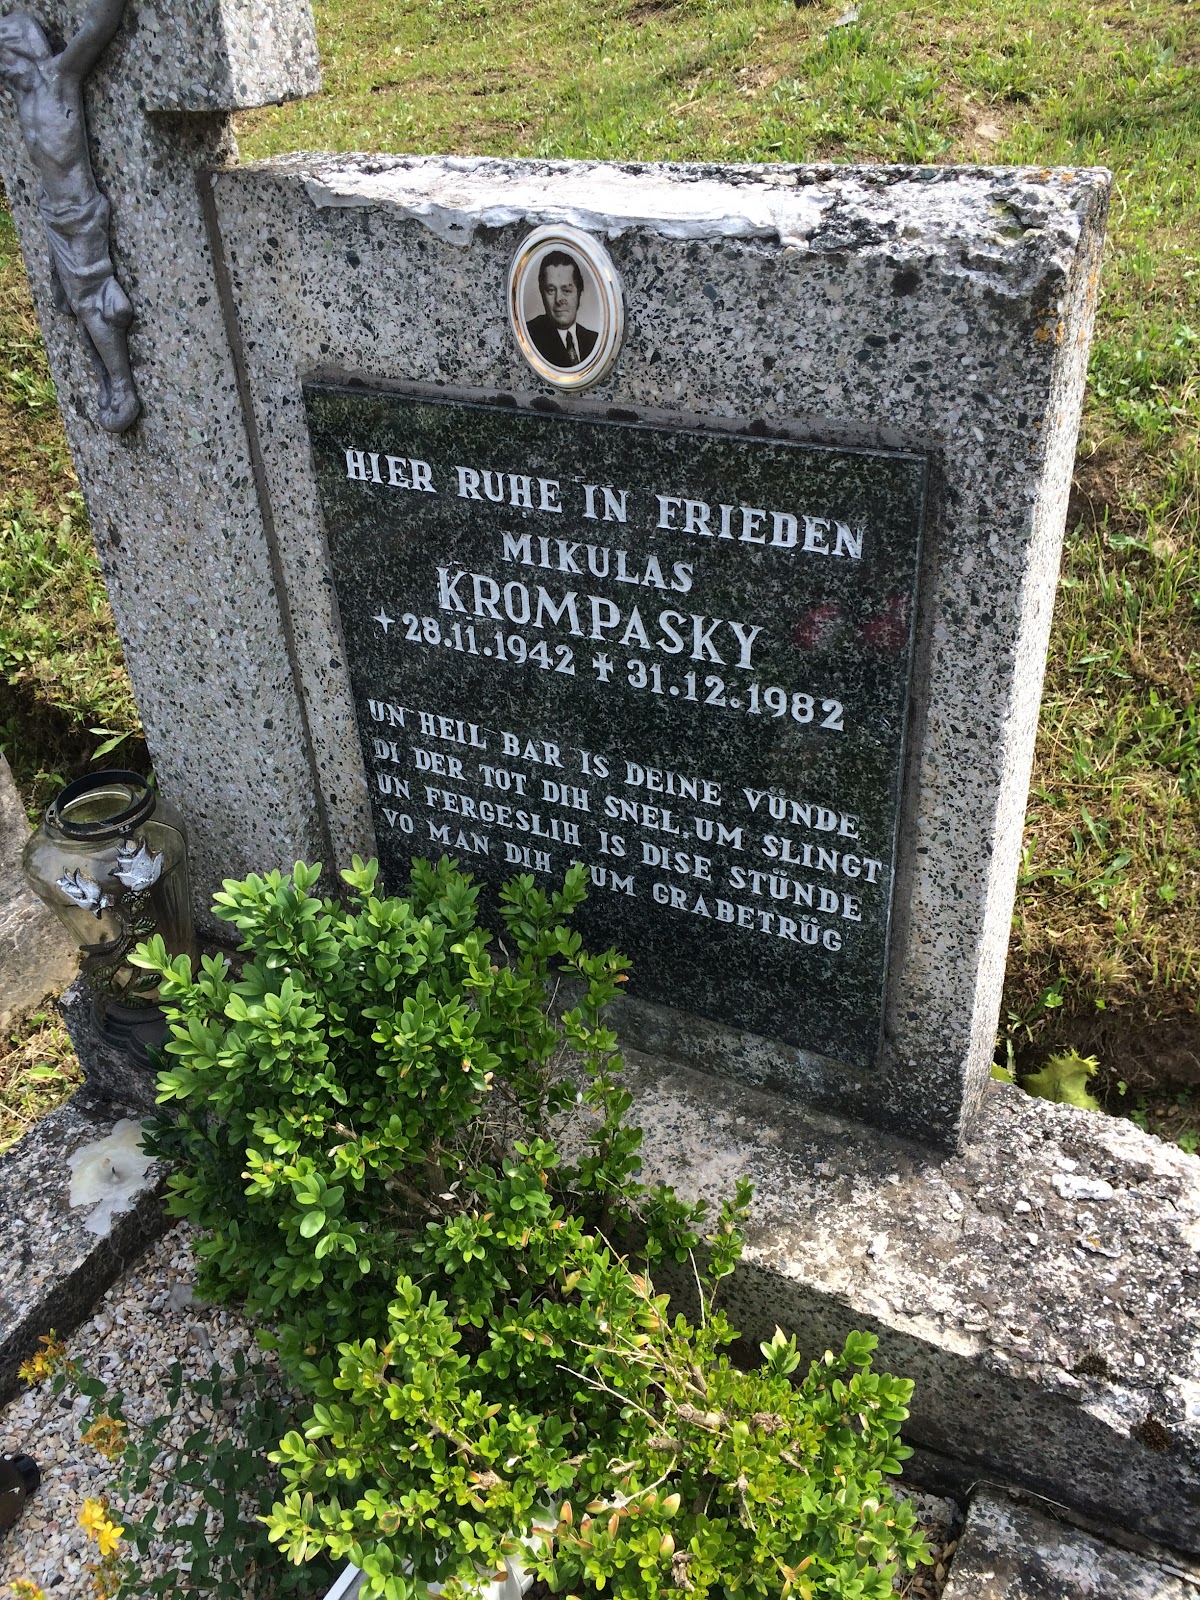 HIER RUHE IN FRIEDEN
MIKULAS
KROMPASKY
28.11.1942 ✝ 31.12.1982
UN HEIL BAR IS DEINE VÜNDE
DI DER TOT DIH SNEL, UM SLINGT
UN FERGESLIH IS DISE STÜNDE
VO MAN DIH ZUM GRABETRÜG